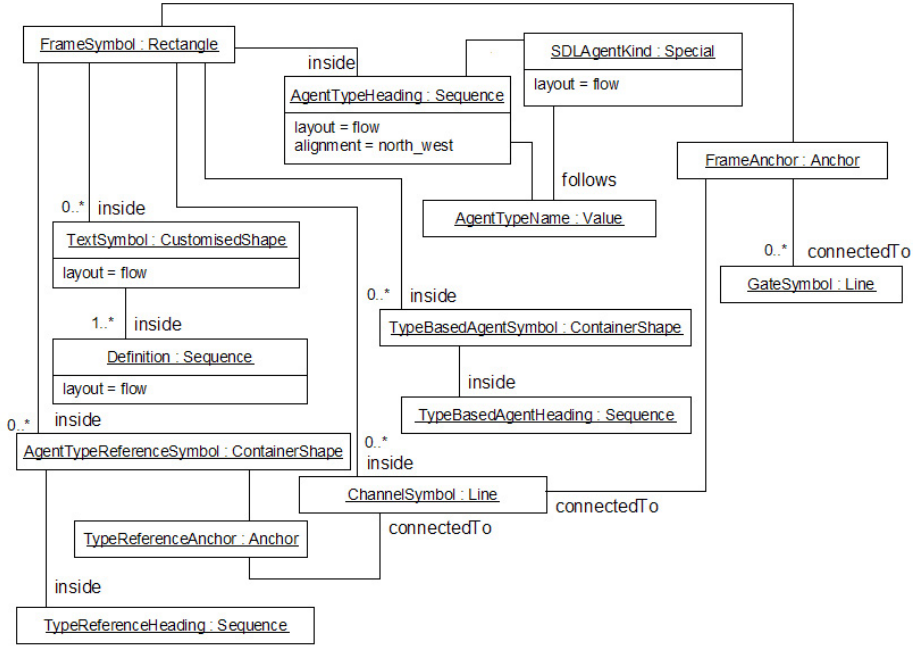 FrameSymbol : Rectangle
SDLAgentKind : Special
layout = flow
inside
AgentTypeHeading : Sequence
layout = flow
alignment = north_west
FrameAnchor : Anchor
follows
AgentTypeName : Value
0..* inside
TextSymbol : CustomisedShape
layout = flow
0..* connectedTo
GateSymbol : Line
0..* inside
TypeBasedAgentSymbol : ContainerShape
1..* inside
Definition : Sequence
layout = flow
inside
TypeBasedAgentHeading : Sequence
0..* inside
AgentTypeReferenceSymbol : ContainerShape
0..*
inside
ChannelSymbol : Line
connectedTo
connectedTo
TypeReferenceAnchor : Anchor
inside
TypeReferenceHeading : Sequence